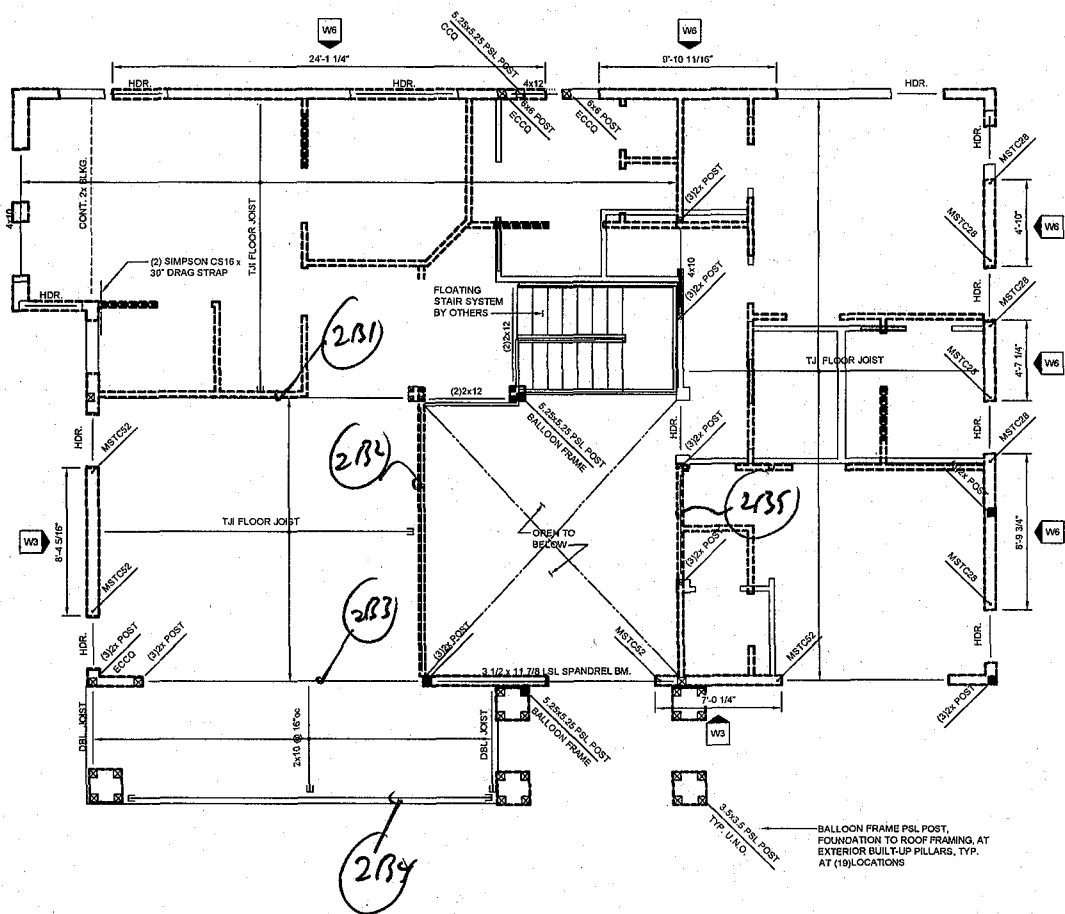 W6
W6
5.25x5.25 PSL POST
CCQ
24'-1 1/4"
9'-10 11/16"
HDR.
HDR.
4x12
HDR.
6x6 POST
ECCQ
6x6 POST
ECCQ
HDR.
MSTC28
CONT. 2x BLKG.
(3)2x POST
4x10
TJI FLOOR JOIST
4'-10"
W6
MSTC28
(2) SIMPSON CS16 x
30" DRAG STRAP
4x10
(3)2x POST
HDR.
HDR.
FLOATING
STAIR SYSTEM
BY OTHERS
MSTC28
2B1
(2)2x12
TJI FLOOR JOIST
MSTC28
4'-7 1/4"
W6
(2)2x12
5.25x5.25 PSL POST
BALLOON FRAME
HDR.
MSTC52
HDR.
(3)2x POST
HDR.
MSTC28
2B2
(3)2x POST
2B5
TJI FLOOR JOIST
OPEN TO
BELOW
W3
8'-4 5/16"
8'-9 3/4"
W6
(3)2x POST
MSTC52
MSTC28
2B3
HDR.
(3)2x POST
ECCQ
(3)2x POST
(3)2x POST
MSTC52
MSTC52
HDR.
3 1/2 x 11 7/8 LSL SPANDREL BM.
7'-0 1/4"
(3)2x POST
DBL. JOIST
2x10 @ 16"oc
DBL. JOIST
5.25x5.25 PSL POST
BALLOON FRAME
W3
3.5x3.5 PSL POST
TYP. U.N.O.
BALLOON FRAME PSL POST,
FOUNDATION TO ROOF FRAMING, AT
EXTERIOR BUILT-UP PILLARS, TYP.
AT (19)LOCATIONS
2B4